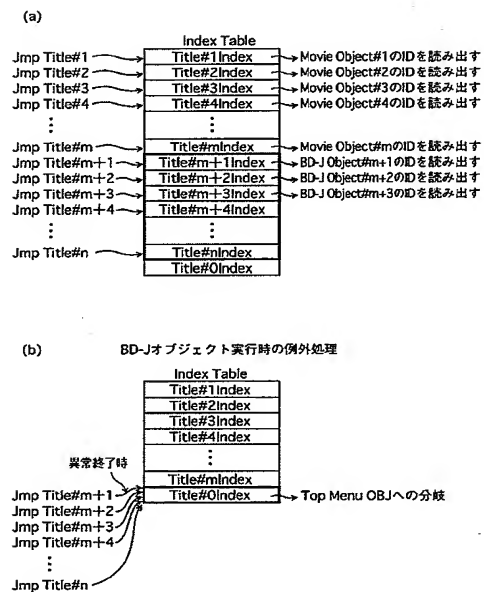 (a)
Index Table
Jmp Title#1 Title#1Index Movie Object#1のIDを読み出す
Jmp Title#2 Title#2Index Movie Object#2のIDを読み出す
Jmp Title#3 Title#3Index Movie Object#3のIDを読み出す
Jmp Title#4 Title#4Index Movie Object#4のIDを読み出す
Jmp Title#m Title#mIndex Movie Object#mのIDを読み出す
Jmp Title#m+1 Title#m+1Index BD-J Object#m+1のIDを読み出す
Jmp Title#m+2 Title#m+2Index BD-J Object#m+2のIDを読み出す
Jmp Title#m+3 Title#m+3Index BD-J Object#m+3のIDを読み出す
Jmp Title#m+4 Title#m+4Index
Jmp Title#n Title#nIndex
Title#0Index
(b) BD-Jオブジェクト実行時の例外処理
Index Table
Title#1Index
Title#2Index
Title#3Index
Title#4Index
異常終了時
Title#mIndex
Jmp Title#m+1 Title#0Index Top Menu OBJへの分岐
Jmp Title#m+2
Jmp Title#m+3
Jmp Title#m+4
Jmp Title#n